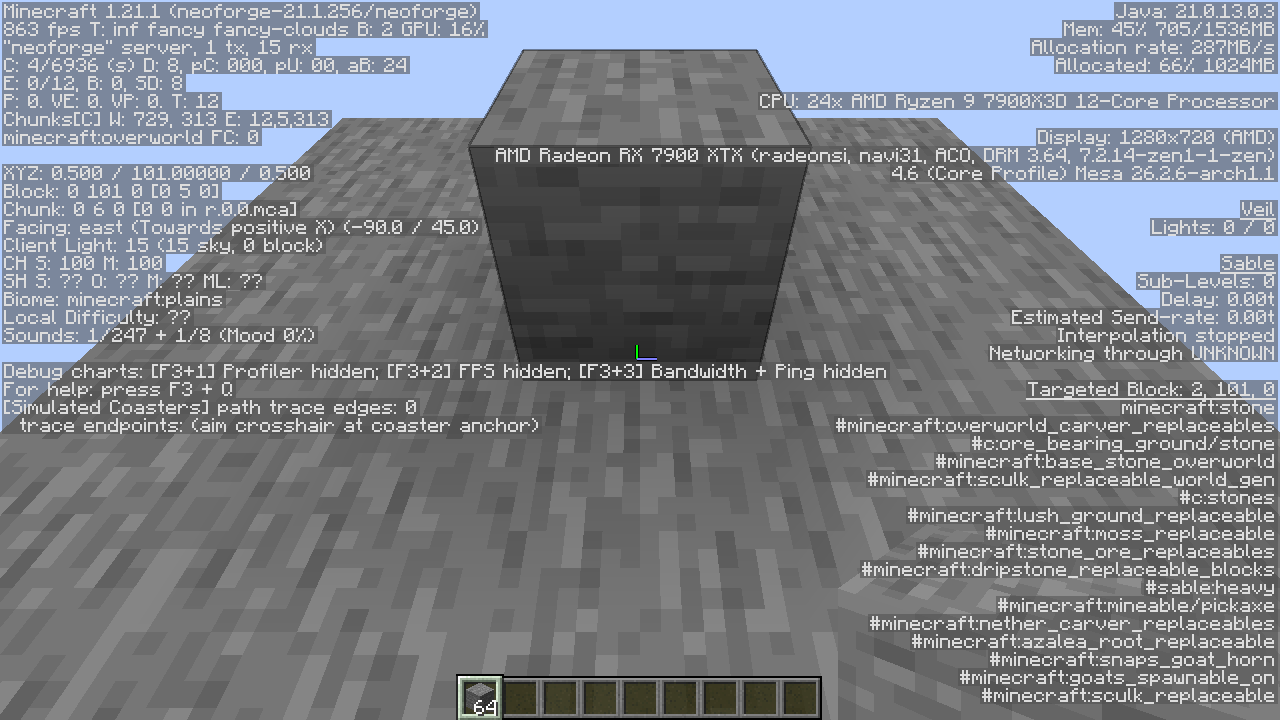 Minecraft 1.21.1 (neoforge-21.1.256/neoforge)
863 fps T: inf fancy fancy-clouds B: 2 GPU: 16%
"neoforge" server, 1 tx, 15 rx
C: 4/6936 (s) D: 8, pC: 000, pU: 00, aB: 24
E: 0/12, B: 0, SD: 8
P: 0. VE: 0. VP: 0. T: 12
Chunks[C] W: 729, 313 E: 12,5,313
minecraft:overworld FC: 0
XYZ: 0.500 / 101.00000 / 0.500
Block: 0 101 0 [0 5 0]
Chunk: 0 6 0 [0 0 in r.0.0.mca]
Facing: east (Towards positive X) (-90.0 / 45.0)
Client Light: 15 (15 sky, 0 block)
CH S: 100 M: 100
SH S: ?? O: ?? M: ?? ML: ??
Biome: minecraft:plains
Local Difficulty: ??
Sounds: 1/247 + 1/8 (Mood 0%)
Debug charts: [F3+1] Profiler hidden; [F3+2] FPS hidden; [F3+3] Bandwidth + Ping hidden
For help: press F3 + Q
[Simulated Coasters] path trace edges: 0
trace endpoints: (aim crosshair at coaster anchor)
Java: 21.0.13.0.3
Mem: 45% 705/1536MB
Allocation rate: 287MB/s
Allocated: 66% 1024MB
CPU: 24x AMD Ryzen 9 7900X3D 12-Core Processor
Display: 1280x720 (AMD)
AMD Radeon RX 7900 XTX (radeonsi, navi31, ACO, DRM 3.64, 7.2.14-zen1-1-zen)
4.6 (Core Profile) Mesa 26.2.6-arch1.1
Veil
Lights: 0 / 0
Sable
Sub-Levels: 0
Delay: 0.00t
Estimated Send-rate: 0.00t
Interpolation stopped
Networking through UNKNOWN
Targeted Block: 2, 101, 0
minecraft:stone
#minecraft:overworld_carver_replaceables
#c:ore_bearing_ground/stone
#minecraft:base_stone_overworld
#minecraft:sculk_replaceable_world_gen
#c:stones
#minecraft:lush_ground_replaceable
#minecraft:moss_replaceable
#minecraft:stone_ore_replaceables
#minecraft:dripstone_replaceable_blocks
#sable:heavy
#minecraft:mineable/pickaxe
#minecraft:nether_carver_replaceables
#minecraft:azalea_root_replaceable
#minecraft:snaps_goat_horn
#minecraft:goats_spawnable_on
#minecraft:sculk_replaceable
64